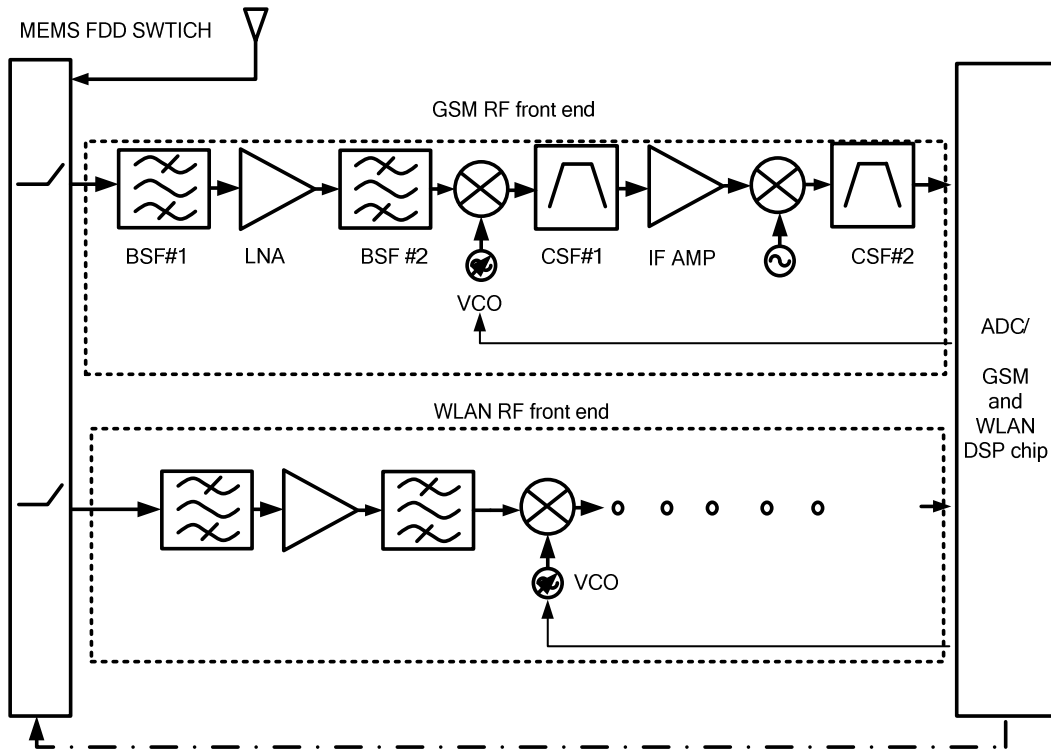 MEMS FDD SWTICH
GSM RF front end
BSF#1
LNA
BSF #2
CSF#1
IF AMP
CSF#2
VCO
ADC/
GSM
and
WLAN
DSP chip
WLAN RF front end
VCO